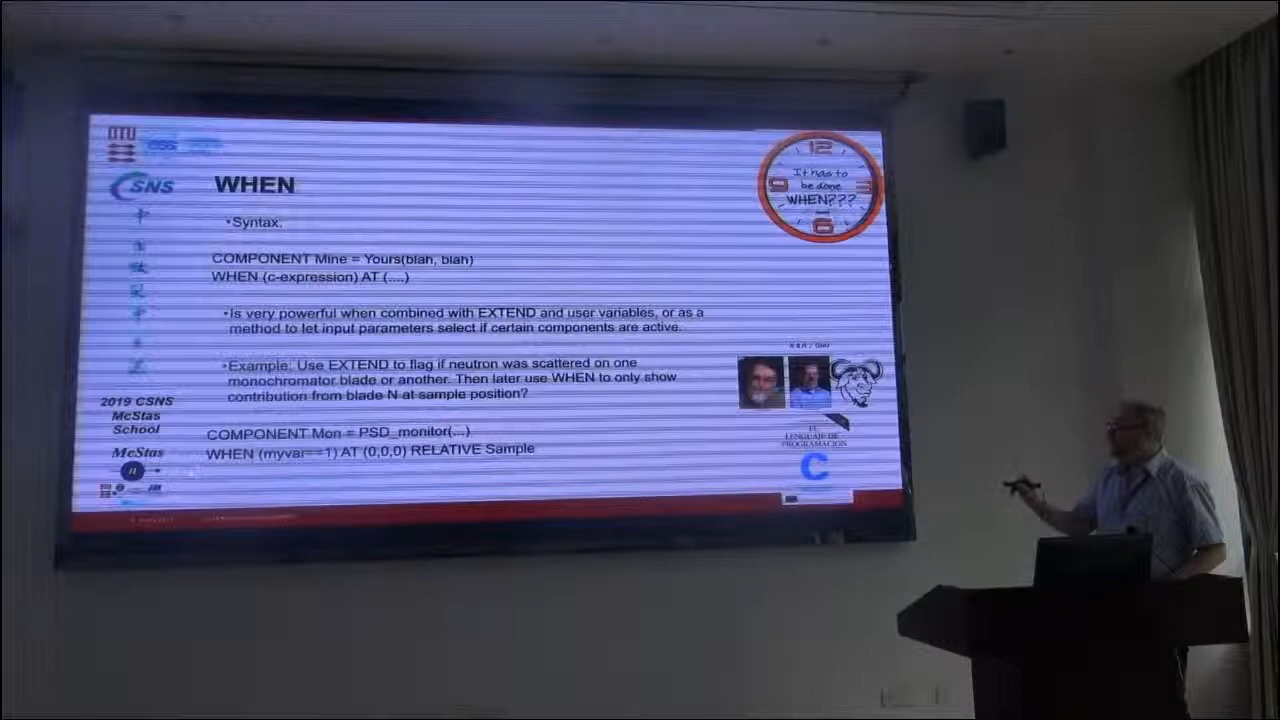 DTU
ess
CSNS
WHEN
•Syntax.
COMPONENT Mine = Yours(blah, blah)
WHEN (c-expression) AT (....)
•Is very powerful when combined with EXTEND and user variables, or as a
method to let input parameters select if certain components are active.
•Example: Use EXTEND to flag if neutron was scattered on one
monochromator blade or another. Then later use WHEN to only show
contribution from blade N at sample position?
COMPONENT Mon = PSD_monitor(...)
WHEN (myvar==1) AT (0,0,0) RELATIVE Sample
2019 CSNS
McStas
School
McStas
n
12
It has to
9 be done 3
WHEN???
6
K & R / GNU
EL
LENGUAJE DE
PROGRAMACION
C